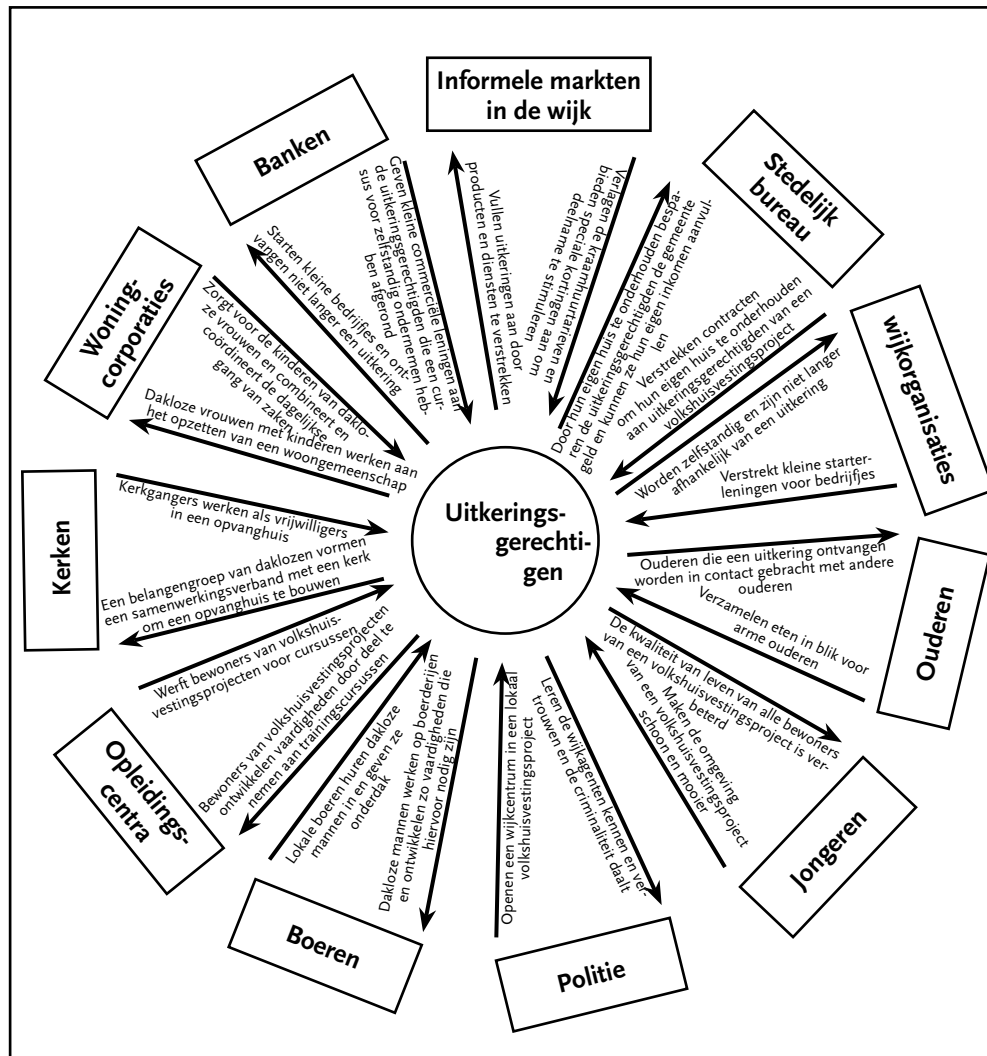 Informele markten
in de wijk
Vullen uitkeringen aan door
producten en diensten te verstrekken
Verlagen de kraamhuurtarieven en
bieden speciale kortingen aan om
deelname te stimuleren
Stedelijk
bureau
Door hun eigen huis te onderhouden bespa-
ren de uitkeringsgerechtigden de gemeente
geld en kunnen ze hun eigen inkomen aanvul-
len
Verstrekken contracten
om hun eigen huis te onderhouden
aan uitkeringsgerechtigden van een
volkshuisvestingsproject
wijkorganisaties
Worden zelfstandig en zijn niet langer
afhankelijk van een uitkering
Verstrekt kleine starter-
leningen voor bedrijfjes
Ouderen
Ouderen die een uitkering ontvangen
worden in contact gebracht met andere
ouderen
Verzamelen eten in blik voor
arme ouderen
Jongeren
De kwaliteit van leven van alle bewoners
van een volkshuisvestingsproject is ver-
beterd
Maken de omgeving
van een volkshuisvestingsproject
schoon en mooier
Politie
Leren de wijkagenten kennen en ver-
trouwen en de criminaliteit daalt
Openen een wijkcentrum in een lokaal
volkshuisvestingsproject
Boeren
Dakloze mannen werken op boerderijen
en ontwikkelen zo vaardigheden die
hiervoor nodig zijn
Lokale boeren huren dakloze
mannen in en geven ze
onderdak
Opleidings-
centra
Bewoners van volkshuisvestingsprojecten
ontwikkelen vaardigheden door deel te
nemen aan trainingscursussen
Werft bewoners van volkshuis-
vestingsprojecten voor cursussen
Kerken
Een belangengroep van daklozen vormen
een samenwerkingsverband met een kerk
om een opvanghuis te bouwen
Kerkgangers werken als vrijwilligers
in een opvanghuis
Woning-
corporaties
Dakloze vrouwen met kinderen werken aan
het opzetten van een woongemeenschap
Zorgt voor de kinderen van daklo-
ze vrouwen en combineert en
coördineert de dagelijkse
gang van zaken
Banken
Starten kleine bedrijfjes en ont-
vangen niet langer een uitkering
Geven kleine commerciële leningen aan
de uitkeringsgerechtigden die een cur-
sus voor zelfstandig ondernemen heb-
ben afgerond
Uitkerings-
gerechti-
gen